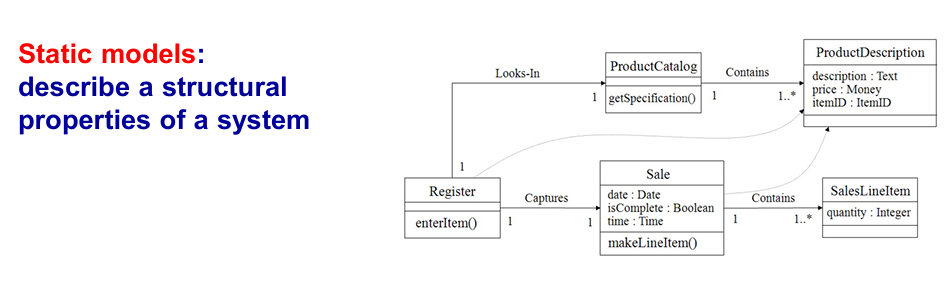 Static models:
describe a structural
properties of a system
ProductDescription
description : Text
price : Money
itemID : ItemID
ProductCatalog
getSpecification()
Looks-In
1
1
Contains
1
1..*
Register
enterItem()
Captures
1
1
Sale
date : Date
isComplete : Boolean
time : Time
makeLineItem()
Contains
1
1..*
SalesLineItem
quantity : Integer